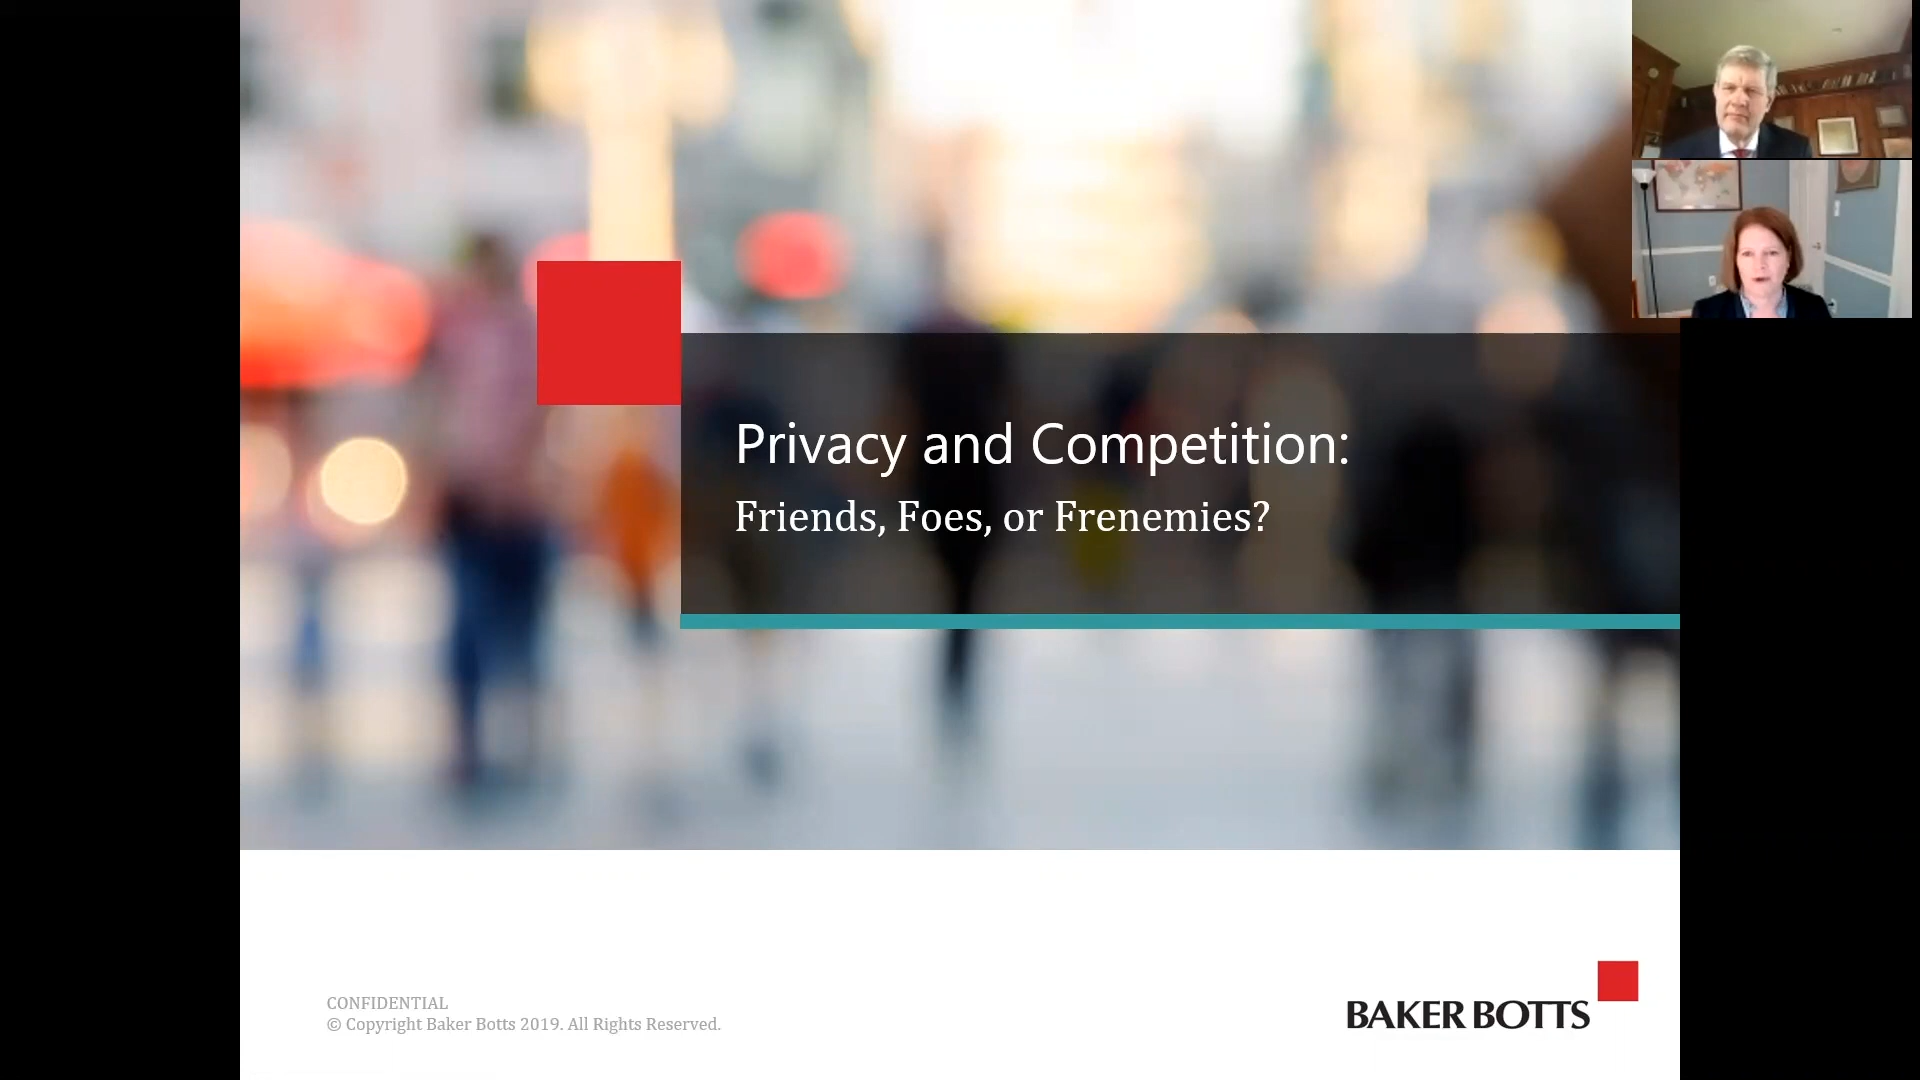 Privacy and Competition:
Friends, Foes, or Frenemies?
CONFIDENTIAL
© Copyright Baker Botts 2019. All Rights Reserved.
BAKER BOTTS